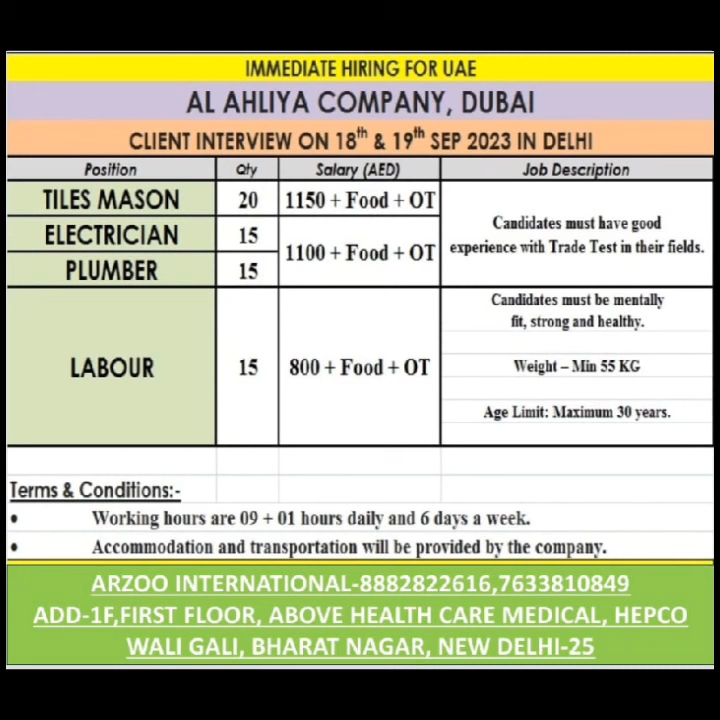 IMMEDIATE HIRING FOR UAE
AL AHLIYA COMPANY, DUBAI
CLIENT INTERVIEW ON 18th & 19th SEP 2023 IN DELHI
Position Qty Salary (AED) Job Description
TILES MASON 20 1150 + Food + OT
ELECTRICIAN 15
PLUMBER 15
1100 + Food + OT
Candidates must have good
experience with Trade Test in their fields.
LABOUR 15 800 + Food + OT
Candidates must be mentally
fit, strong and healthy.
Weight – Min 55 KG
Age Limit: Maximum 30 years.
Terms & Conditions:-
• Working hours are 09 + 01 hours daily and 6 days a week.
• Accommodation and transportation will be provided by the company.
ARZOO INTERNATIONAL-8882822616,7633810849
ADD-1F,FIRST FLOOR, ABOVE HEALTH CARE MEDICAL, HEPCO
WALI GALI, BHARAT NAGAR, NEW DELHI-25